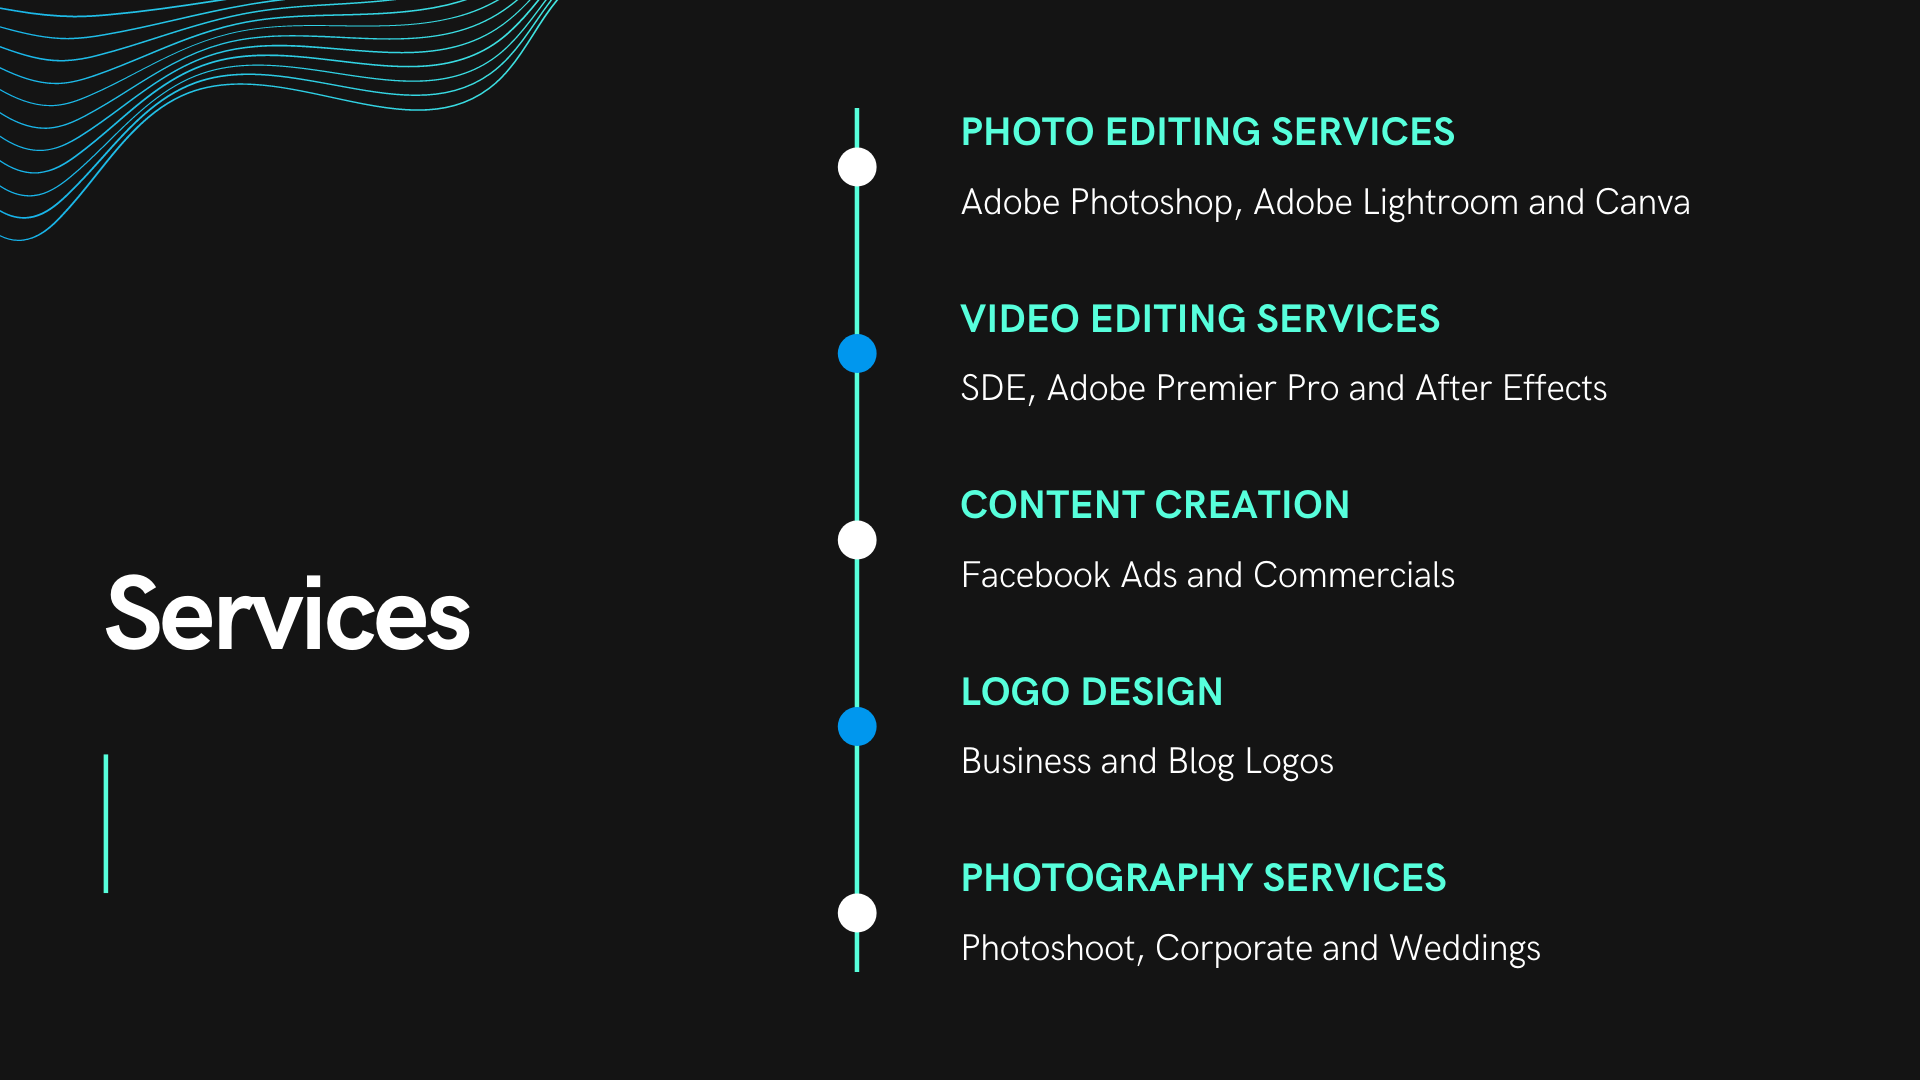 Services
PHOTO EDITING SERVICES
Adobe Photoshop, Adobe Lightroom and Canva
VIDEO EDITING SERVICES
SDE, Adobe Premier Pro and After Effects
CONTENT CREATION
Facebook Ads and Commercials
LOGO DESIGN
Business and Blog Logos
PHOTOGRAPHY SERVICES
Photoshoot, Corporate and Weddings